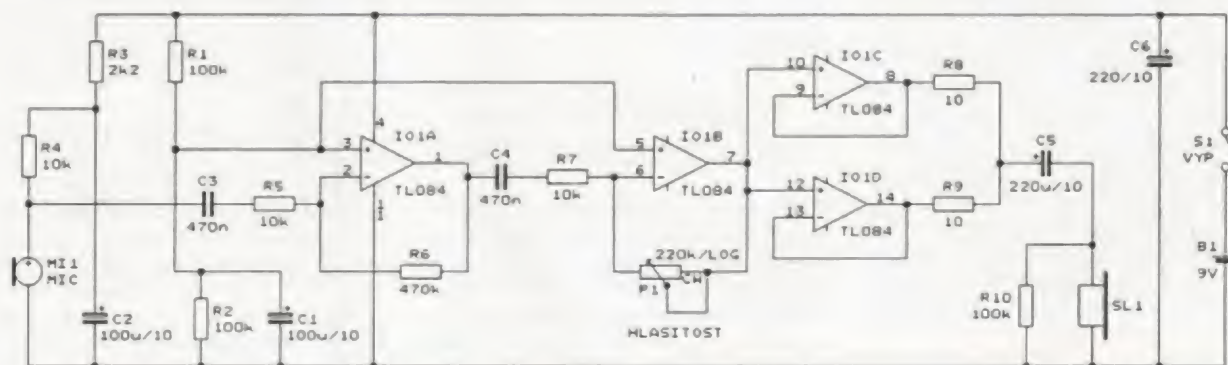 R3
2k2
R1
100k
R4
10k
C3
470n
R5
10k
IO1A
TL084
3
2
1
4
R6
470k
C4
470n
R7
10k
IO1B
TL084
5
6
7
220k/LOG
P1
CW
HLASITOST
IO1C
TL084
10
9
8
R8
10
IO1D
TL084
12
13
14
R9
10
C5
220u/10
C6
220/10
S1
VYP
B1
9V
MI1
MIC
C2
100u/10
R2
100k
C1
100u/10
R10
100k
SL1